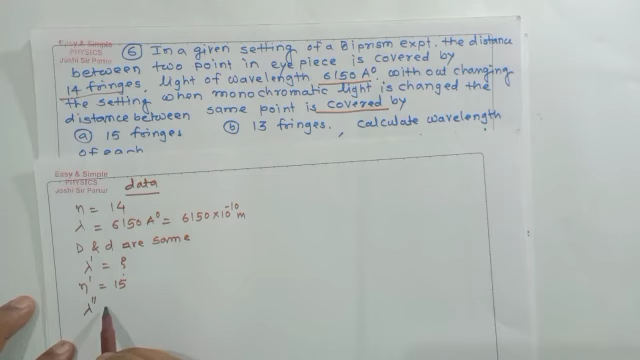 Easy & Simple
PHYSICS
Joshi Sir Partur
⑥ In a given setting of a Biprism expt. the distance
between two point in eye piece is covered by
14 fringes, light of wavelength 6150 A° without changing
the setting when monochromatic light is changed the
distance between same point is covered by
ⓐ 15 fringes ⓑ 13 fringes. , calculate wavelength
of each
Easy & Simple
PHYSICS
Joshi Sir Partur
data
η = 14
λ = 6150 A° = 6150 × 10⁻¹⁰ m
D & d are same
λ' = ?
η' = 15
λ''